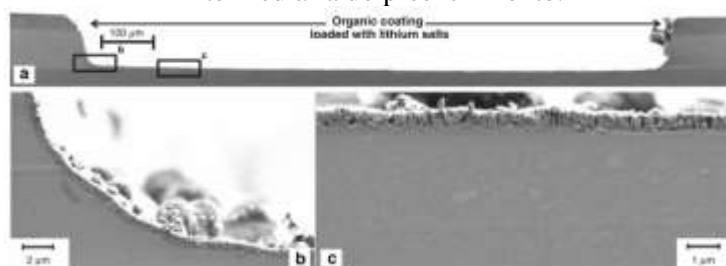 Organic coating
loaded with lithium salts
100 µm
b
c
a
2 µm
b
c
1 µm